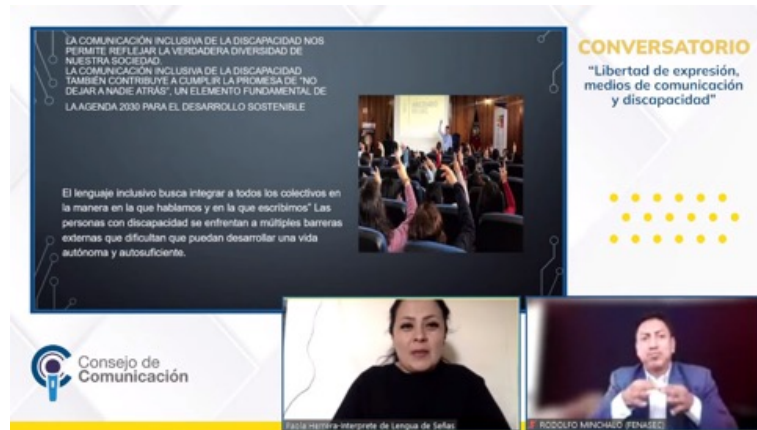 LA COMUNICACIÓN INCLUSIVA DE LA DISCAPACIDAD NOS
PERMITE REFLEJAR LA VERDADERA DIVERSIDAD DE
NUESTRA SOCIEDAD.
LA COMUNICACIÓN INCLUSIVA DE LA DISCAPACIDAD
TAMBIÉN CONTRIBUYE A CUMPLIR LA PROMESA DE "NO
DEJAR A NADIE ATRÁS", UN ELEMENTO FUNDAMENTAL DE
LA AGENDA 2030 PARA EL DESARROLLO SOSTENIBLE
El lenguaje inclusivo busca integrar a todos los colectivos en
la manera en la que hablamos y en la que escribimos" Las
personas con discapacidad se enfrentan a múltiples barreras
externas que dificultan que puedan desarrollar una vida
autónoma y autosuficiente.
CONVERSATORIO
"Libertad de expresión,
medios de comunicación
y discapacidad"
Consejo de
Comunicación
Paola Herrera-Interprete de Lengua de Señas
RODOLFO MINCHALO (FENASEC)